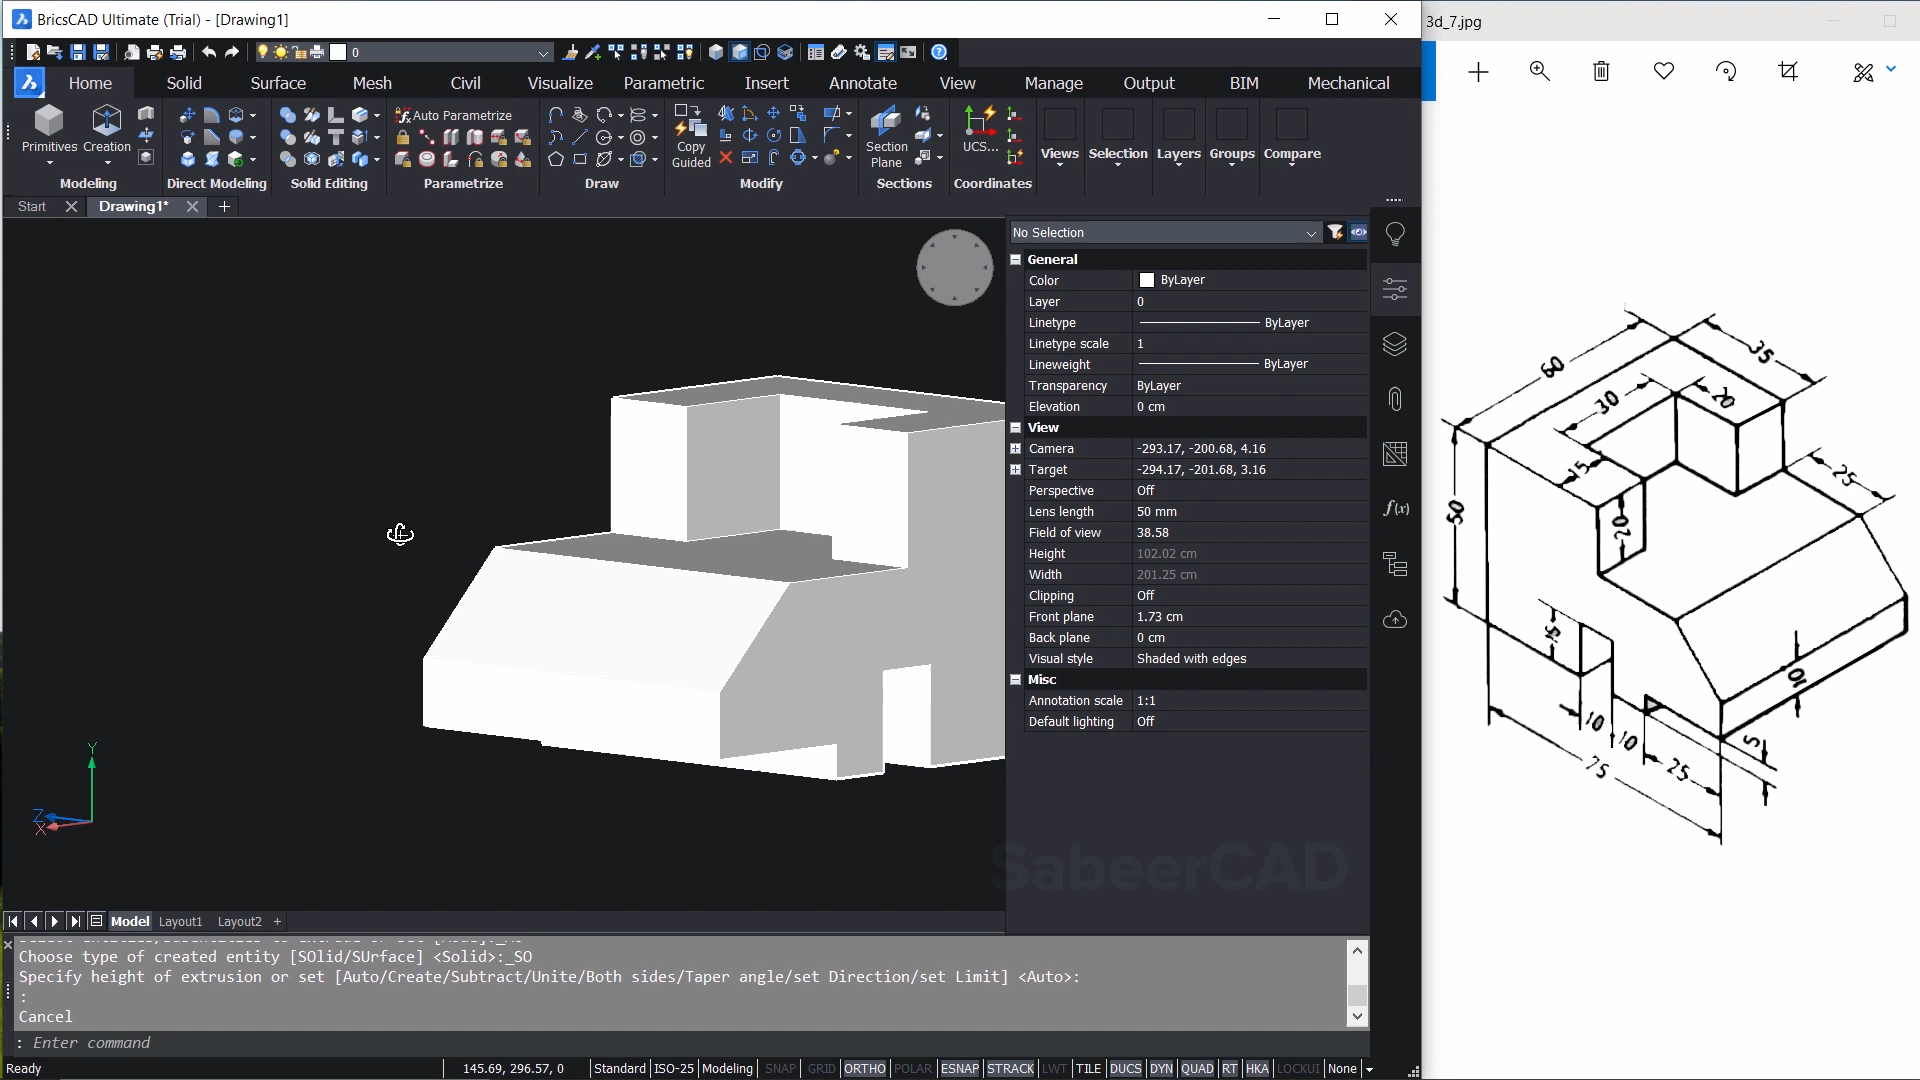 BricsCAD Ultimate (Trial) - [Drawing1]
3d_7.jpg
0
Home Solid Surface Mesh Civil Visualize Parametric Insert Annotate View Manage Output BIM Mechanical
Auto Parametrize
Primitives Creation
Copy Guided
Section Plane
UCS...
Views Selection Layers Groups Compare
Modeling Direct Modeling Solid Editing Parametrize Draw Modify Sections Coordinates
Start Drawing1*
No Selection
General
Color ByLayer
Layer 0
Linetype ByLayer
Linetype scale 1
Lineweight ByLayer
Transparency ByLayer
Elevation 0 cm
View
Camera -293.17, -200.68, 4.16
Target -294.17, -201.68, 3.16
Perspective Off
Lens length 50 mm
Field of view 38.58
Height 102.02 cm
Width 201.25 cm
Clipping Off
Front plane 1.73 cm
Back plane 0 cm
Visual style Shaded with edges
Misc
Annotation scale 1:1
Default lighting Off
f(x)
Y
Z
X
SabeerCAD
60
35
30
20
15
25
50
20
10
10
10
5
25
75
Model Layout1 Layout2 +
Choose type of created entity [SOlid/SUrface] <Solid>:_SO
Specify height of extrusion or set [Auto/Create/Subtract/Unite/Both sides/Taper angle/set Direction/set Limit] <Auto>:
:
Cancel
: Enter command
Ready 145.69, 296.57, 0 Standard ISO-25 Modeling SNAP GRID ORTHO POLAR ESNAP STRACK LWT TILE DUCS DYN QUAD RT HKA LOCKUI None